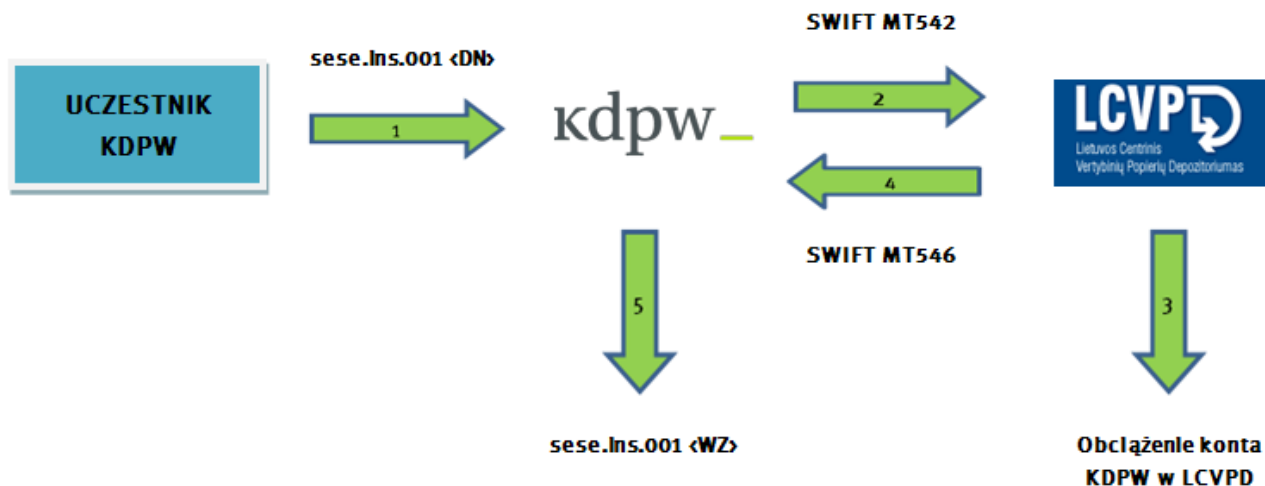 SWIFT MT542
sese.ins.001 <DN>
UCZESTNIK
KDPW
1
kdpw_
2
LCVPD
Lietuvos Centrinis
Vertybinių Popierių Depozitoriumas
4
SWIFT MT546
5
3
sese.ins.001 <WZ>
Obciążenie konta
KDPW w LCVPD